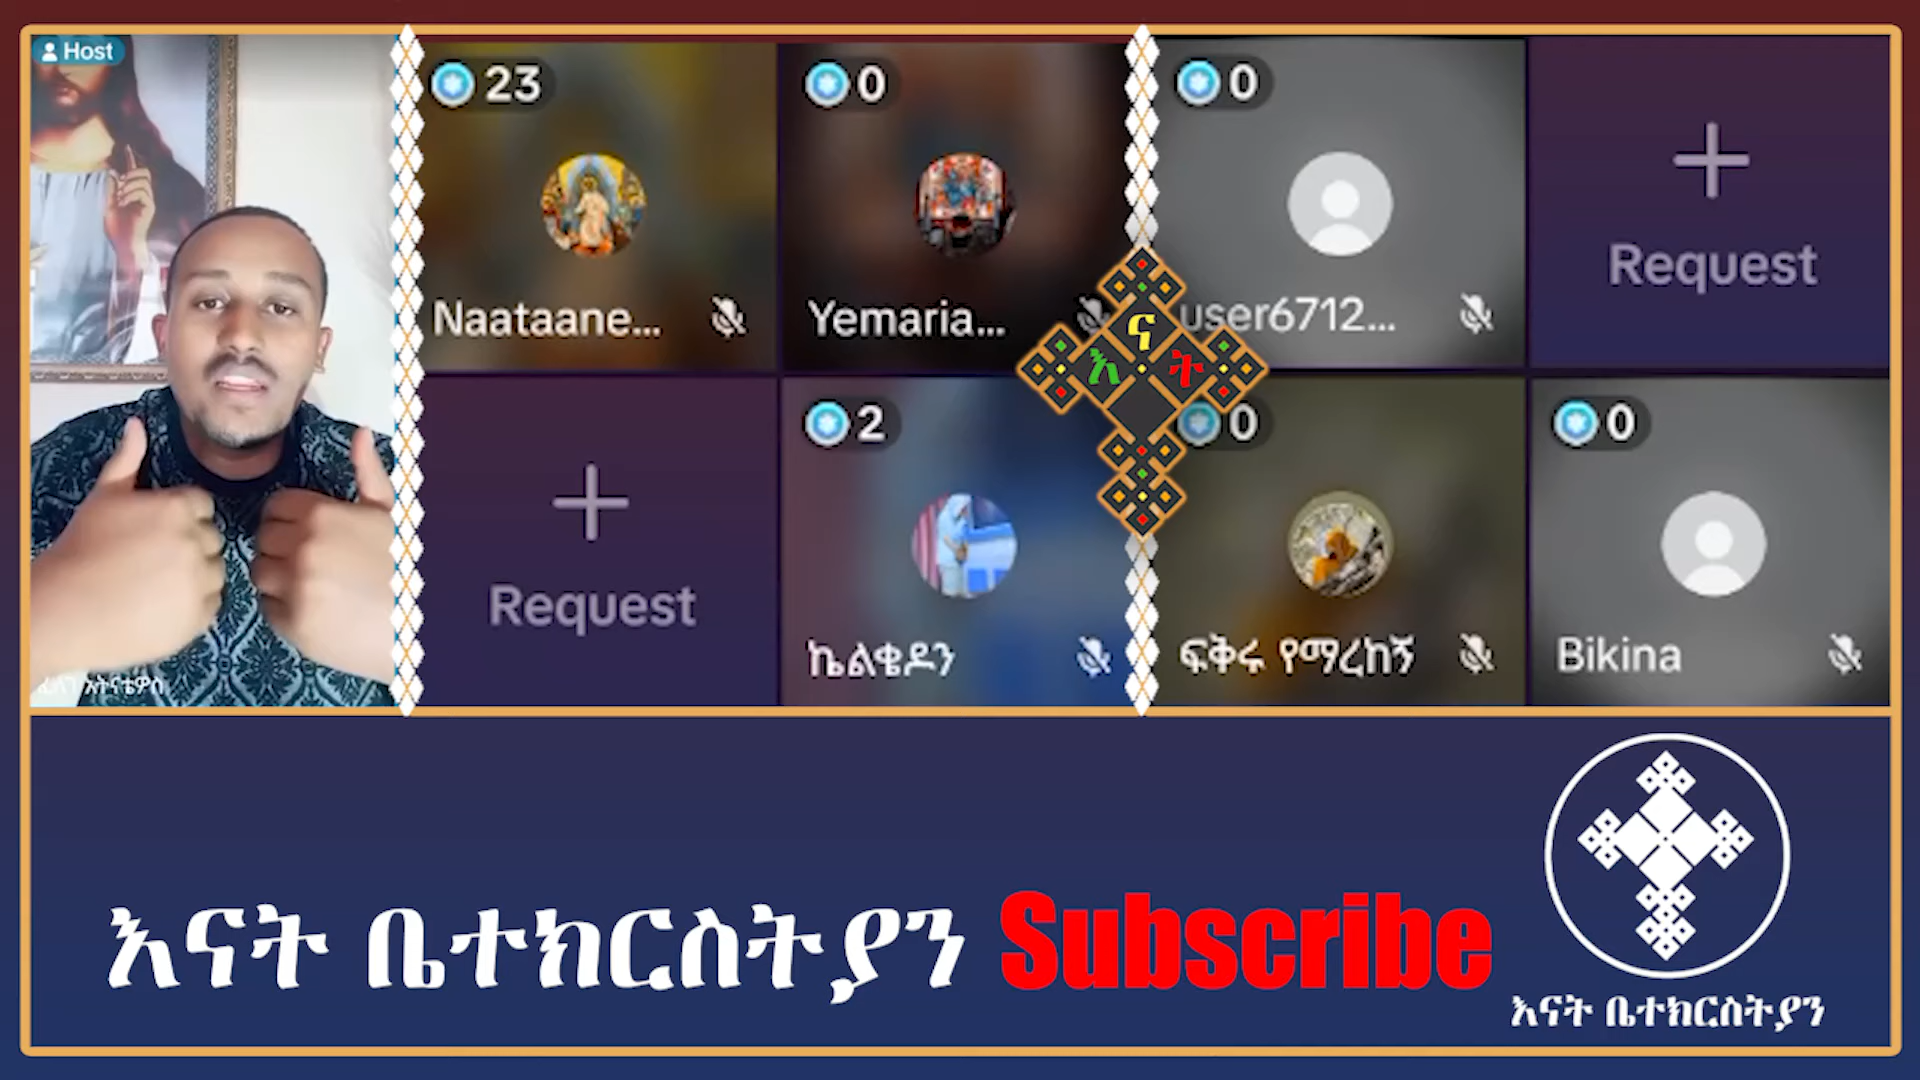 Host
23
0
0
Naataane...
Yemaria...
user6712...
Request
እ
ና
ት
Request
2
0
0
ኬልቄዶን
ፍቅሩ የማረከኝ
Bikina
እናት ቤተክርስትያን Subscribe
እናት ቤተክርስትያን